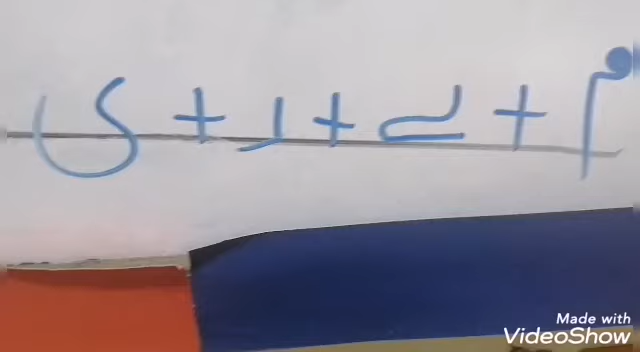 م + ے + ر + ی
Made with
VideoShow